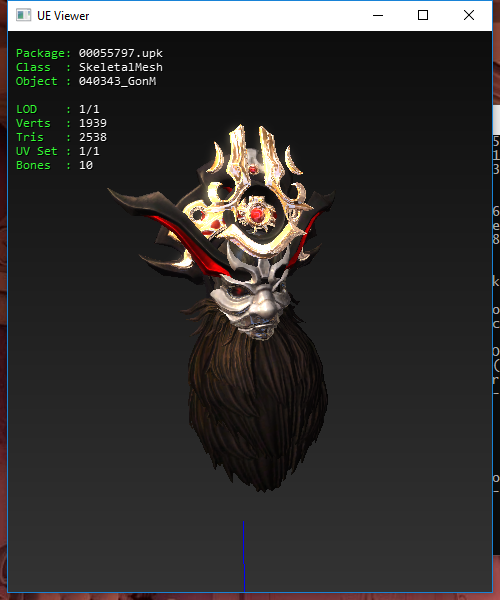 UE Viewer
Package: 00055797.upk
Class  : SkeletalMesh
Object : 040343_GonM
LOD    : 1/1
Verts  : 1939
Tris   : 2538
UV Set : 1/1
Bones  : 10